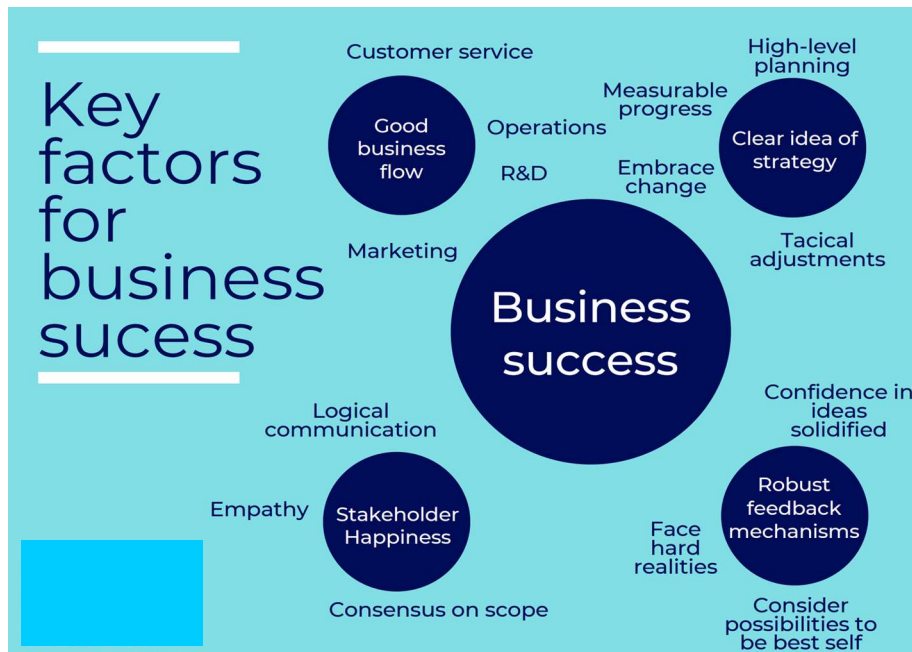 Key
factors
for
business
sucess
Customer service
Good
business
flow
Operations
R&D
Marketing
High-level
planning
Measurable
progress
Clear idea of
strategy
Embrace
change
Tacical
adjustments
Business
success
Logical
communication
Empathy
Stakeholder
Happiness
Consensus on scope
Confidence in
ideas
solidified
Robust
feedback
mechanisms
Face
hard
realities
Consider
possibilities to
be best self